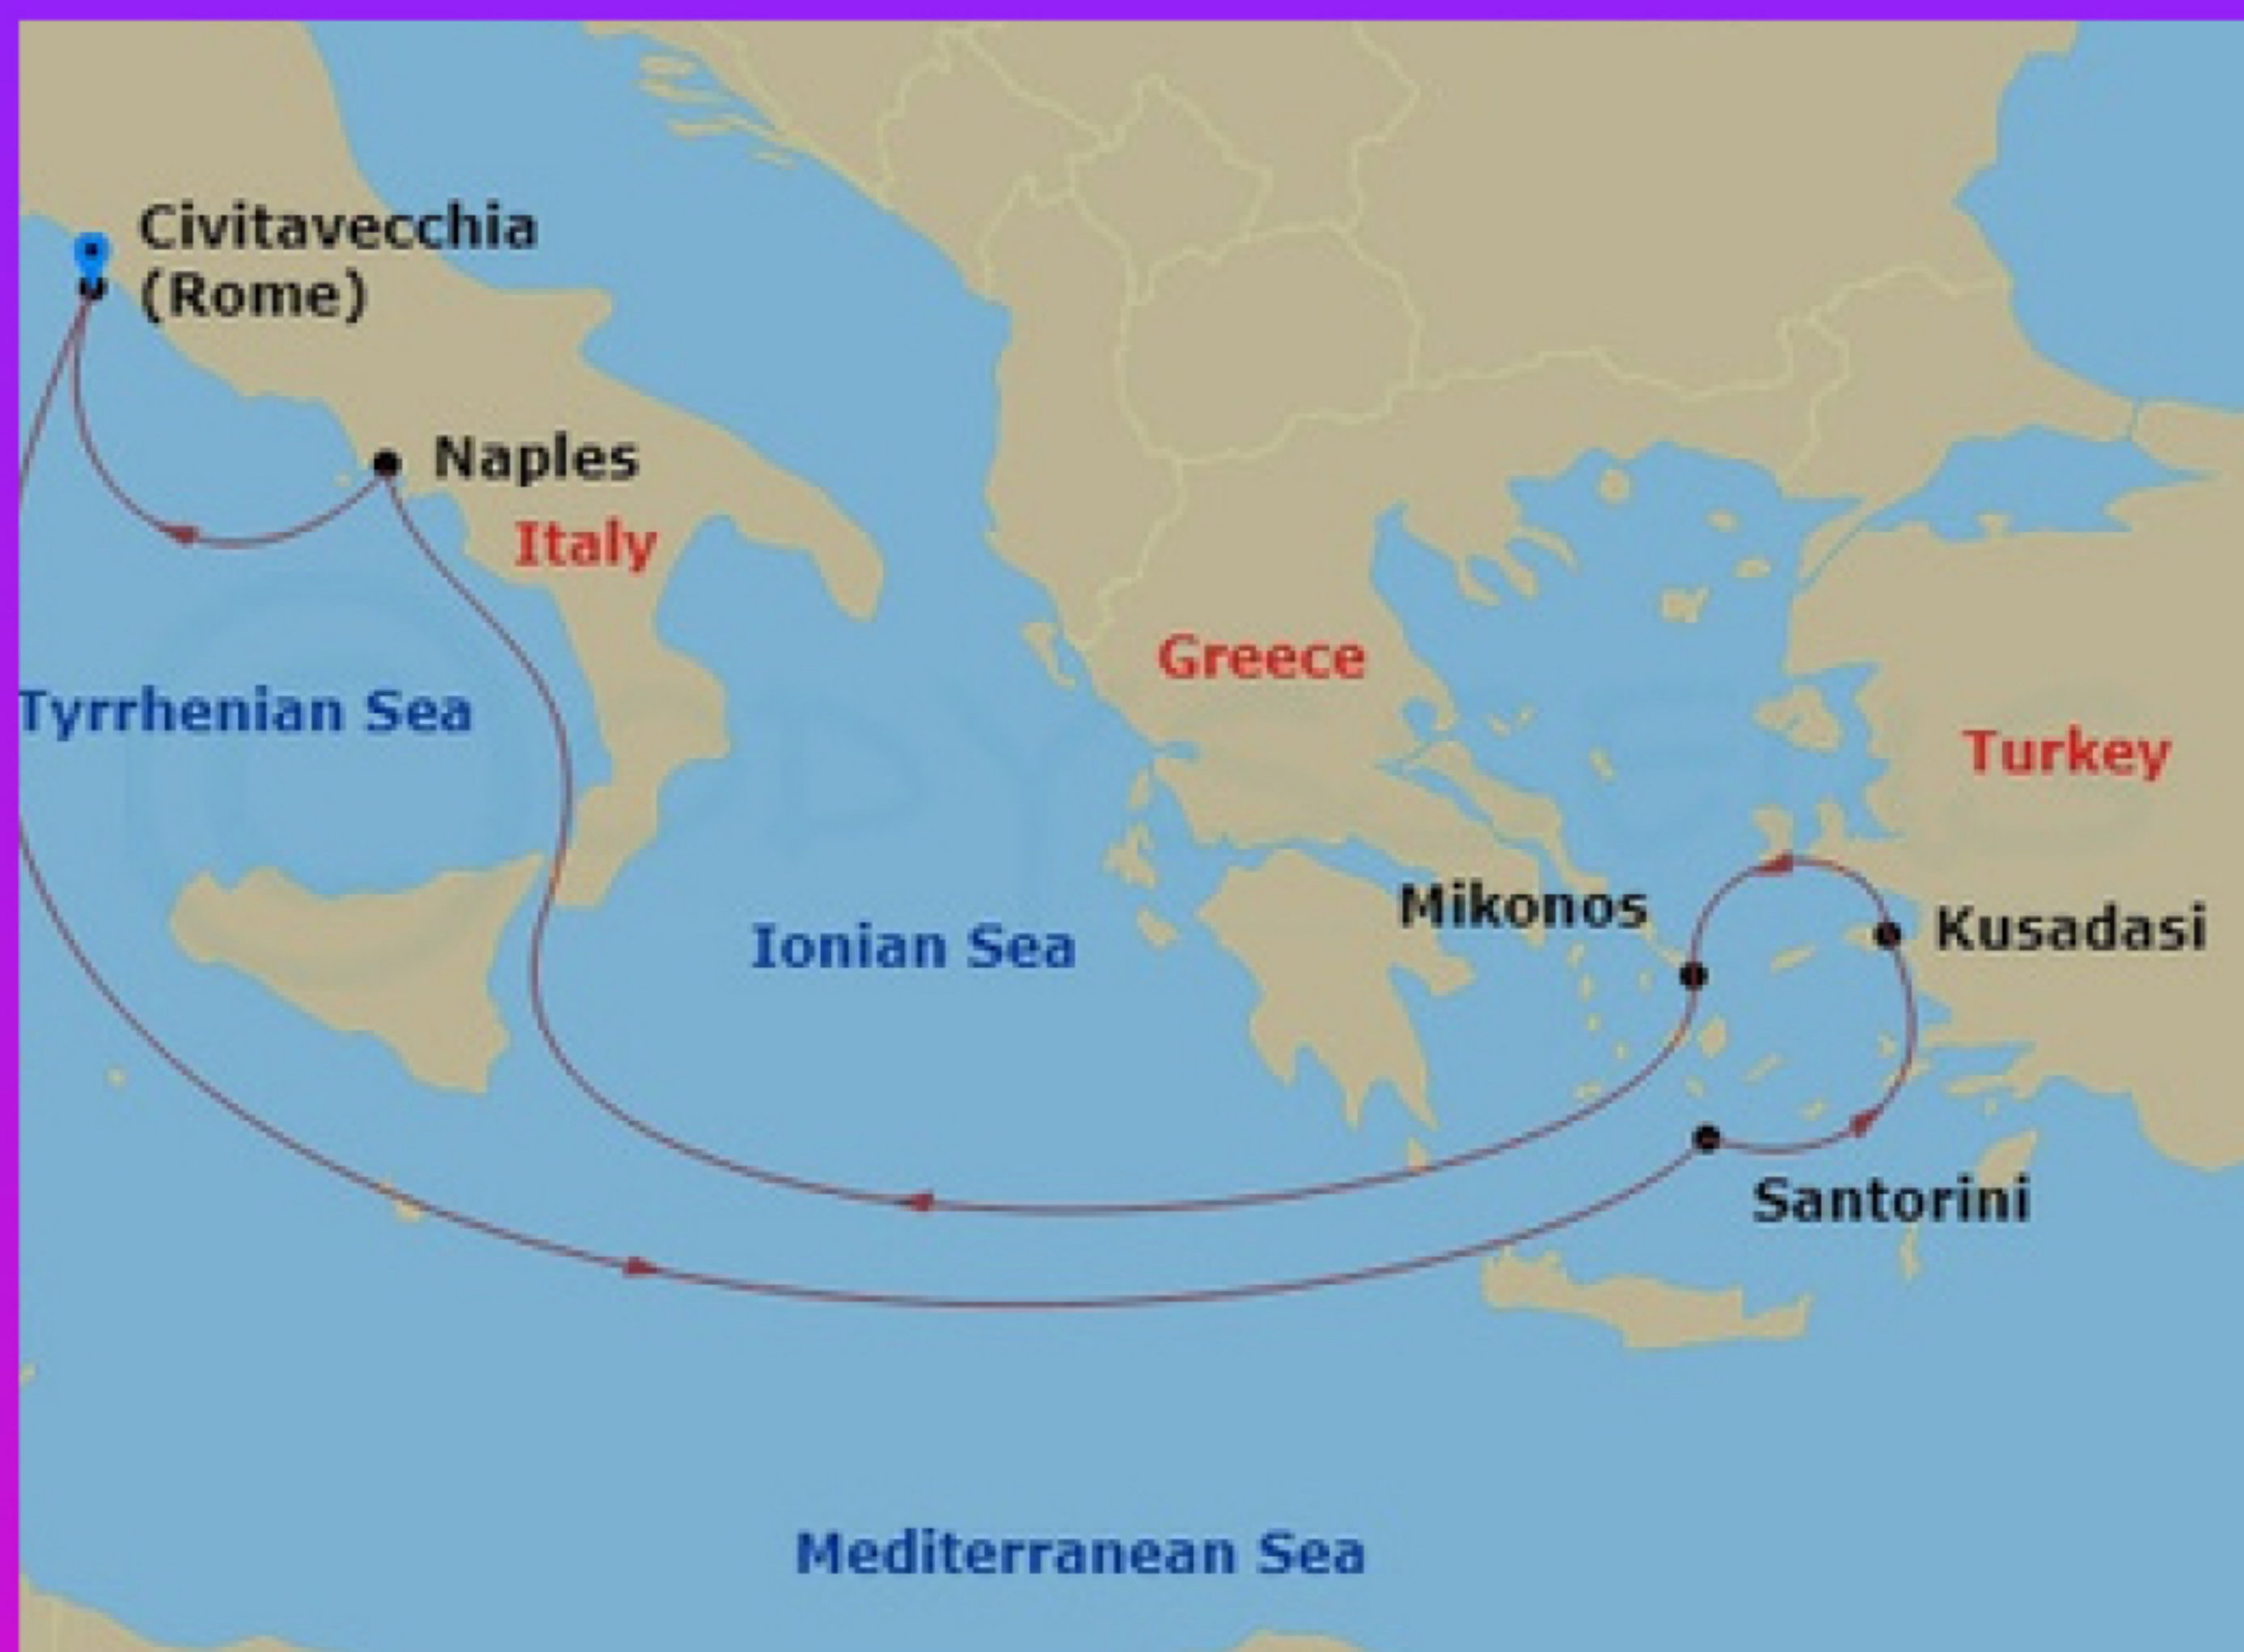 Civitavecchia
(Rome)
Naples
Italy
Greece
Tyrrhenian Sea
Turkey
Mikonos
Kusadasi
Ionian Sea
Santorini
Mediterranean Sea